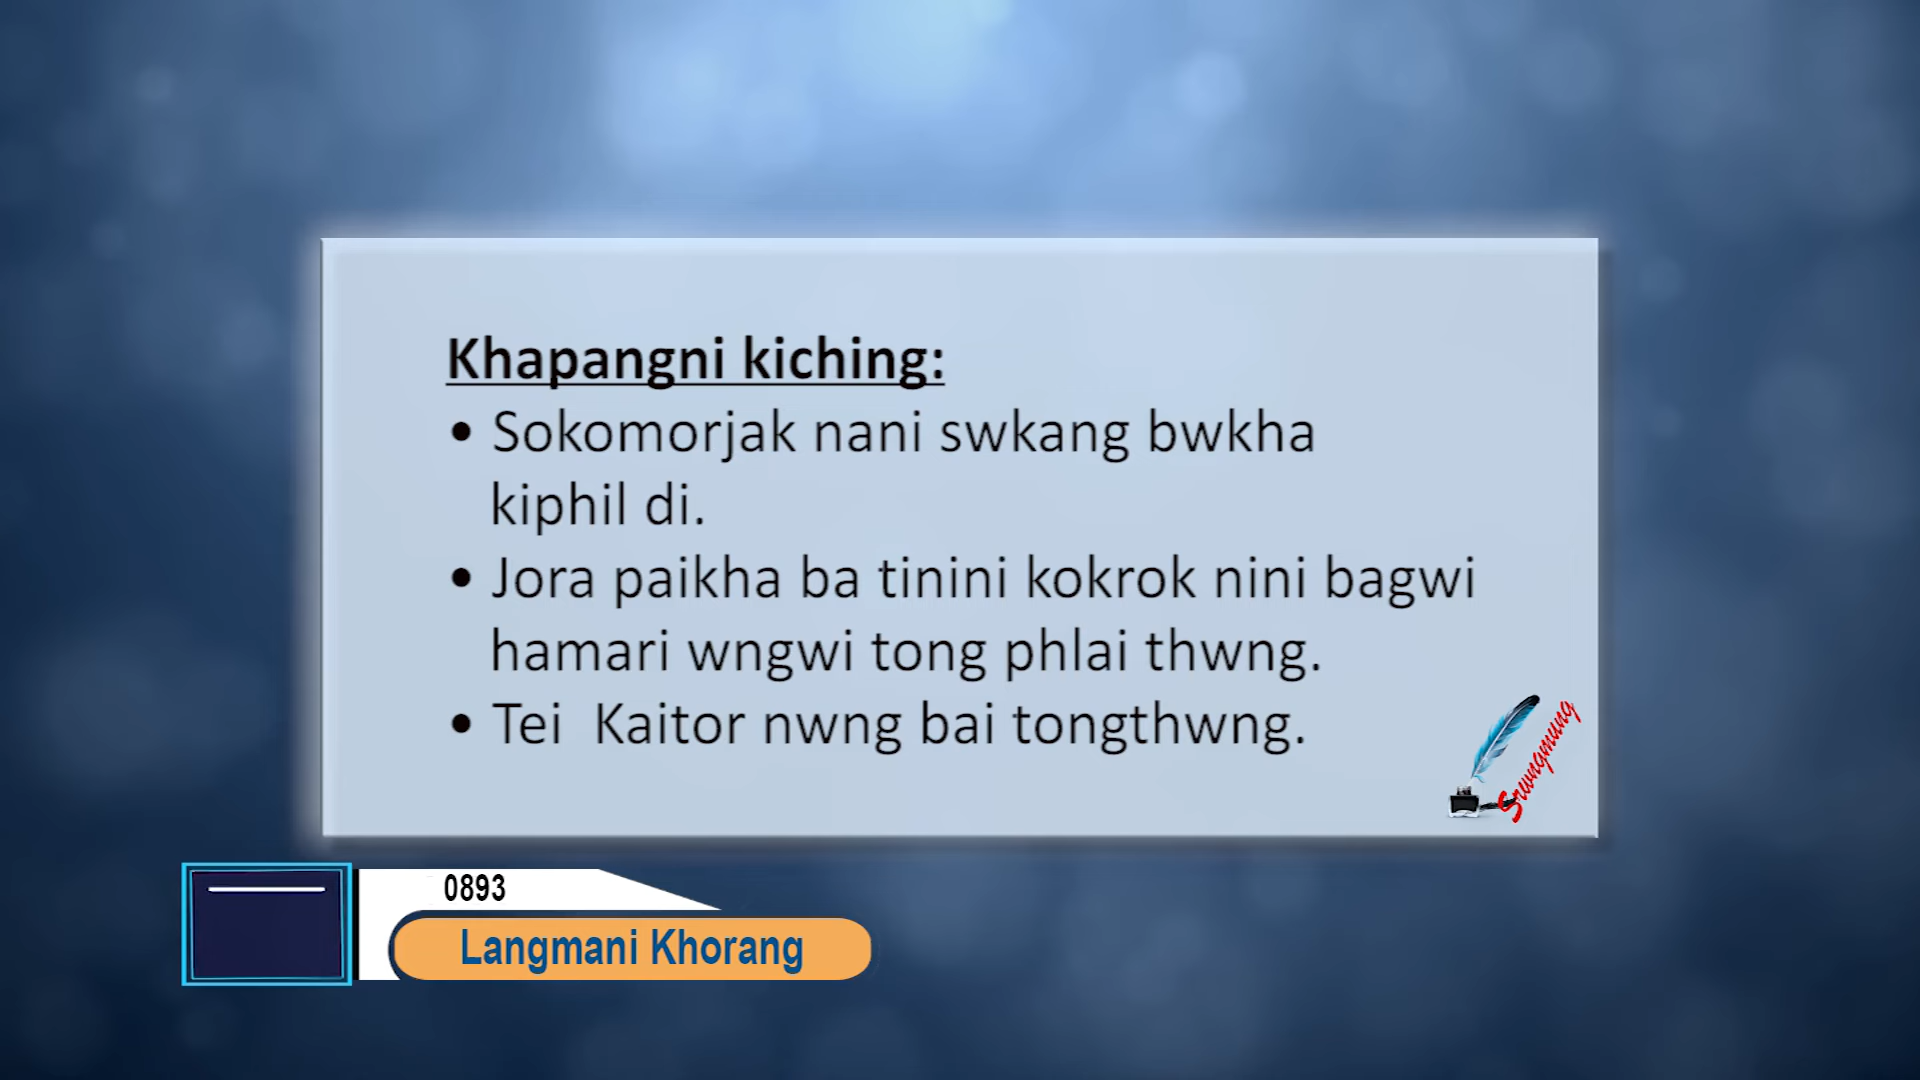 Khapangni kiching:
• Sokomorjak nani swkang bwkha
kiphil di.
• Jora paikha ba tinini kokrok nini bagwi
hamari wngwi tong phlai thwng.
• Tei Kaitor nwng bai tongthwng.
Srwngmung
0893
Langmani Khorang